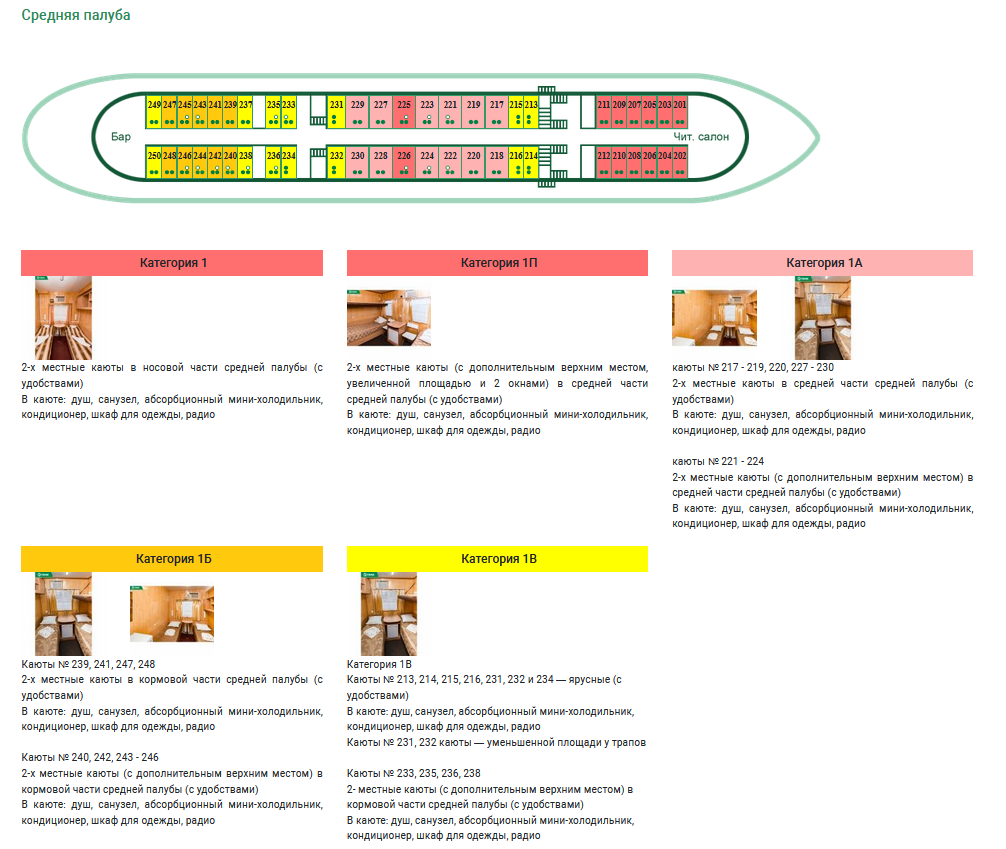 Средняя палуба
249 247 245 243 241 239 237 235 233 231 229 227 225 223 221 219 217 215 213 211 209 207 205 203 201
Бар
Чит. салон
250 248 246 244 242 240 238 236 234 232 230 228 226 224 222 220 218 216 214 212 210 208 206 204 202
Категория 1
2-х местные каюты в носовой части средней палубы (с
удобствами)
В каюте: душ, санузел, абсорбционный мини-холодильник,
кондиционер, шкаф для одежды, радио
Категория 1П
2-х местные каюты (с дополнительным верхним местом,
увеличенной площадью и 2 окнами) в средней части
средней палубы (с удобствами)
В каюте: душ, санузел, абсорбционный мини-холодильник,
кондиционер, шкаф для одежды, радио
Категория 1А
каюты № 217 - 219, 220, 227 - 230
2-х местные каюты в средней части средней палубы (с
удобствами)
В каюте: душ, санузел, абсорбционный мини-холодильник,
кондиционер, шкаф для одежды, радио
каюты № 221 - 224
2-х местные каюты (с дополнительным верхним местом) в
средней части средней палубы (с удобствами)
В каюте: душ, санузел, абсорбционный мини-холодильник,
кондиционер, шкаф для одежды, радио
Категория 1Б
Каюты № 239, 241, 247, 248
2-х местные каюты в кормовой части средней палубы (с
удобствами)
В каюте: душ, санузел, абсорбционный мини-холодильник,
кондиционер, шкаф для одежды, радио
Каюты № 240, 242, 243 - 246
2-х местные каюты (с дополнительным верхним местом) в
кормовой части средней палубы (с удобствами)
В каюте: душ, санузел, абсорбционный мини-холодильник,
кондиционер, шкаф для одежды, радио
Категория 1В
Категория 1В
Каюты № 213, 214, 215, 216, 231, 232 и 234 — ярусные (с
удобствами)
В каюте: душ, санузел, абсорбционный мини-холодильник,
кондиционер, шкаф для одежды, радио
Каюты № 231, 232 каюты — уменьшенной площади у трапов
Каюты № 233, 235, 236, 238
2- местные каюты (с дополнительным верхним местом) в
кормовой части средней палубы (с удобствами)
В каюте: душ, санузел, абсорбционный мини-холодильник,
кондиционер, шкаф для одежды, радио